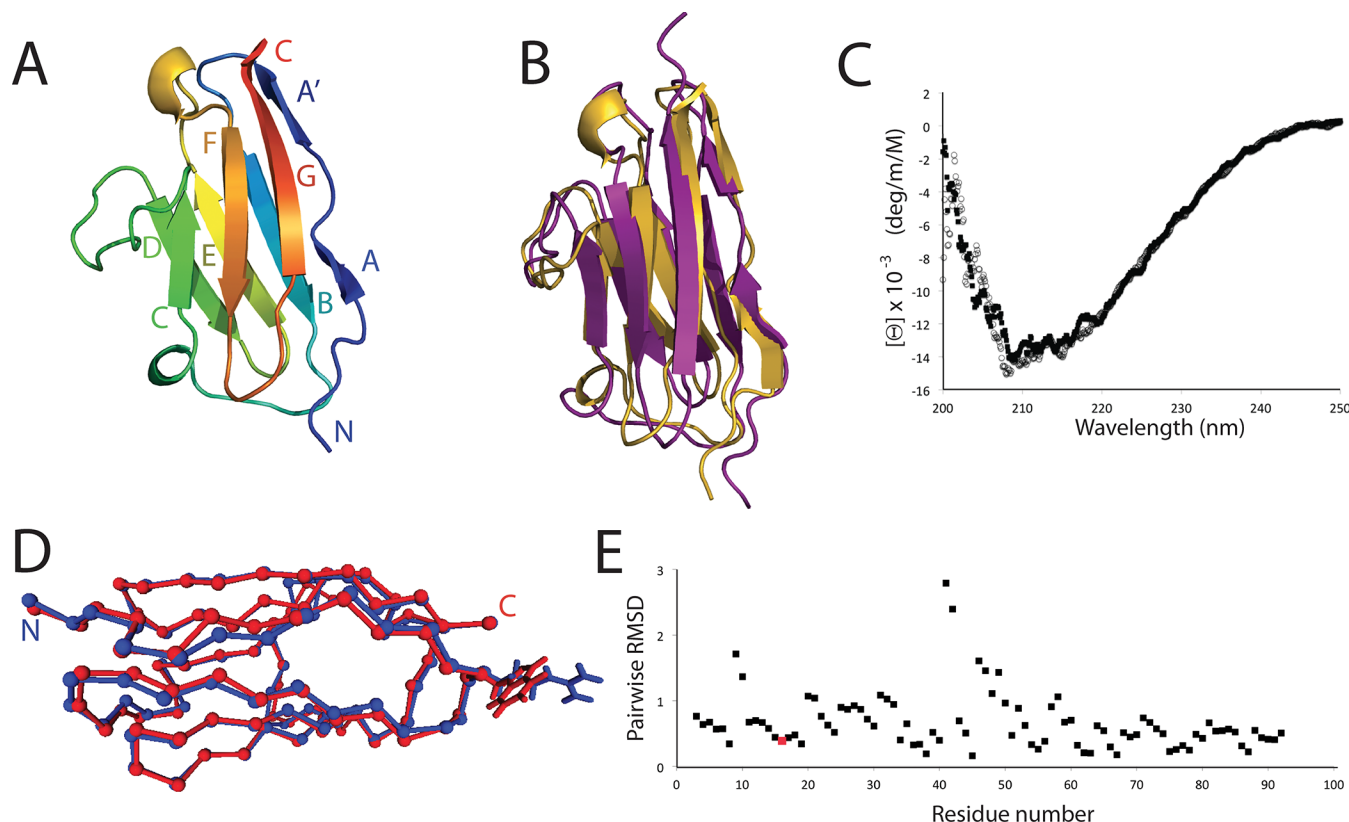 A
C
A’
F
G
D
E
A
B
C
N
B
C
2
0
-2
-4
-6
-8
-10
-12
-14
-16
[Θ] x 10⁻³ (deg/m/M)
200
210
220
230
240
250
Wavelength (nm)
D
N
C
E
3
2
1
0
Pairwise RMSD
0
10
20
30
40
50
60
70
80
90
100
Residue number